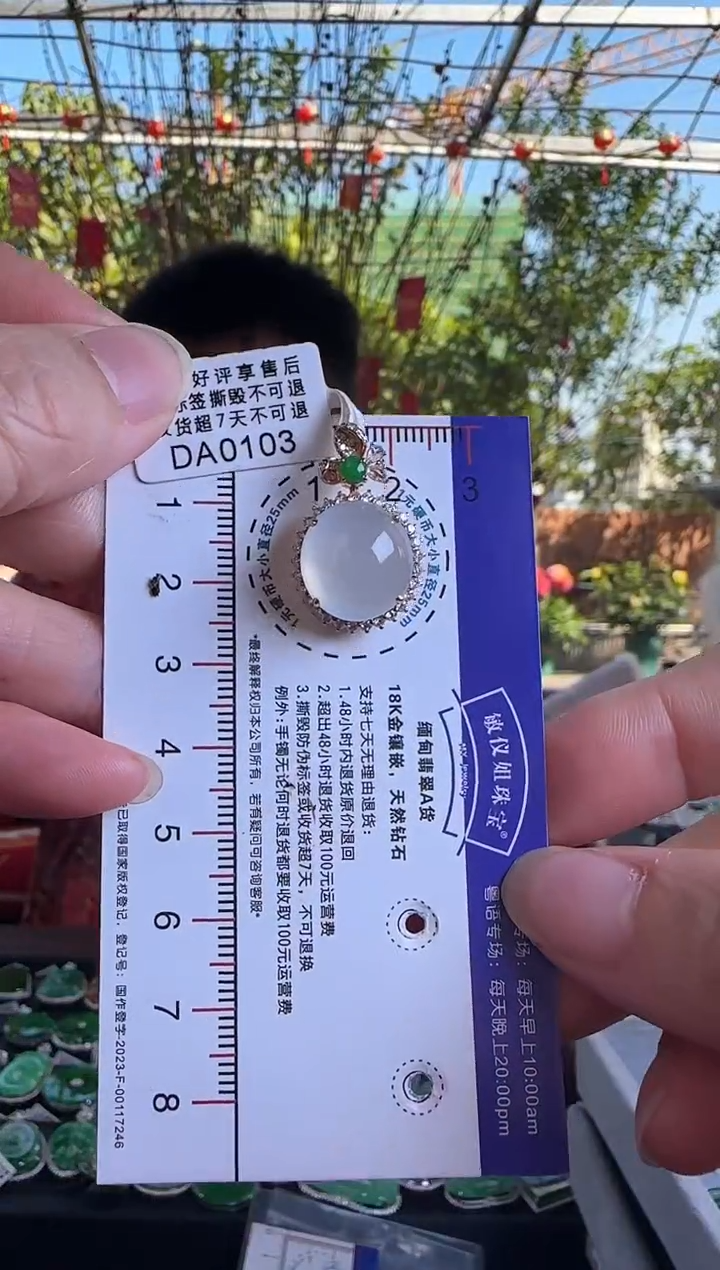 好评享售后
签撕毁不可退
货超7天不可退
DA0103
1 2 3
1元硬币大小直径25mm
1元硬币大小直径25mm
1
2
3
4
5
6
7
8
敏仪姐珠宝®
缅甸翡翠A货
18K金镶嵌，天然钻石
支持七天无理由退货：
1. 48小时内退货原价退回
2. 超出48小时退货收取100元运营费
3. 撕毁防伪标签或收货超7天，不可退换
例外：手镯无论何时退货都要收取100元运营费
*最终解释权归本公司所有，若有疑问可咨询客服*
已取得国家版权登记，登记号：国作登字-2023-F-00117246
专场：每天早上10:00am
粤语专场：每天晚上20:00pm